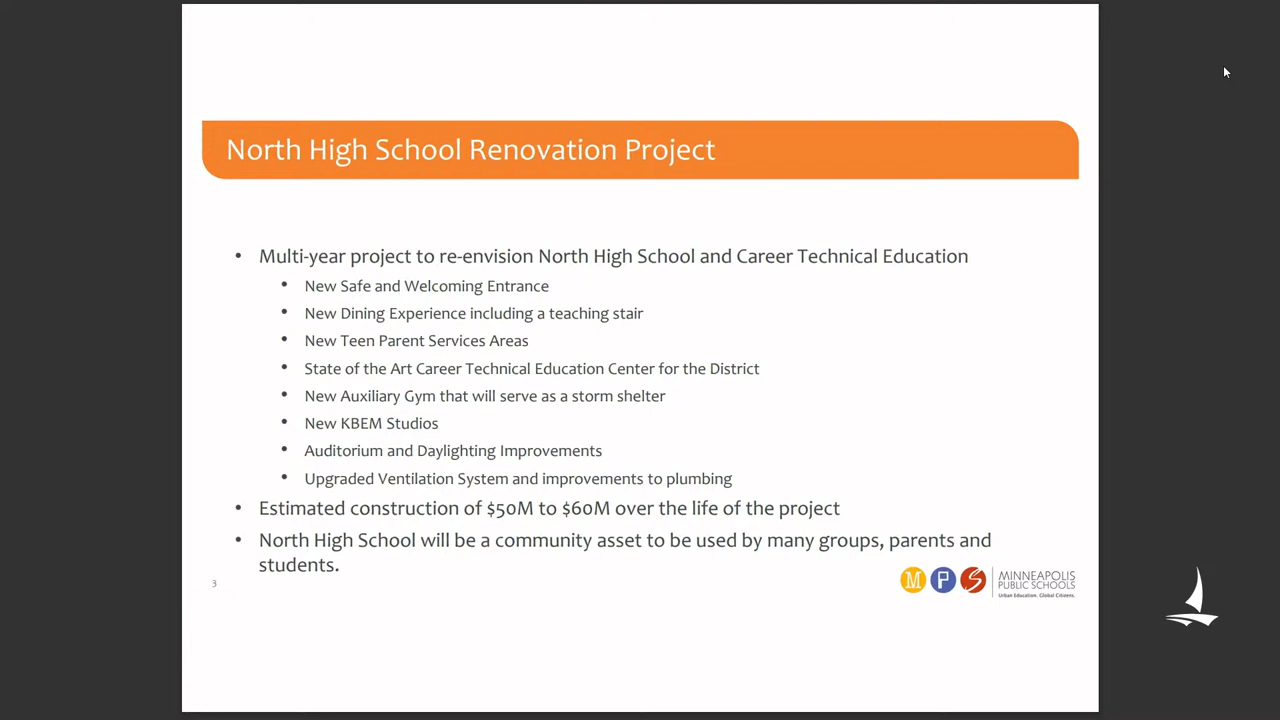 North High School Renovation Project
• Multi-year project to re-envision North High School and Career Technical Education
• New Safe and Welcoming Entrance
• New Dining Experience including a teaching stair
• New Teen Parent Services Areas
• State of the Art Career Technical Education Center for the District
• New Auxiliary Gym that will serve as a storm shelter
• New KBEM Studios
• Auditorium and Daylighting Improvements
• Upgraded Ventilation System and improvements to plumbing
• Estimated construction of $50M to $60M over the life of the project
• North High School will be a community asset to be used by many groups, parents and
students.
3
M P S
MINNEAPOLIS
PUBLIC SCHOOLS
Urban Education. Global Citizens.